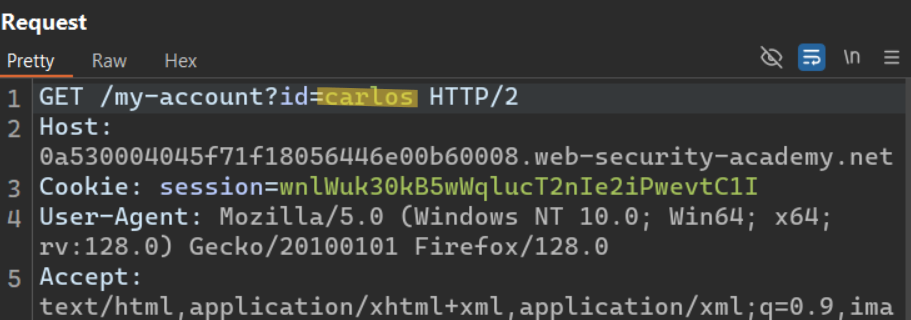 Request
Pretty Raw Hex
\n
1 GET /my-account?id=carlos HTTP/2
2 Host:
0a530004045f71f18056446e00b60008.web-security-academy.net
3 Cookie: session=wnlWuk30kB5wWqlucT2nIe2iPwevtC1I
4 User-Agent: Mozilla/5.0 (Windows NT 10.0; Win64; x64;
rv:128.0) Gecko/20100101 Firefox/128.0
5 Accept:
text/html,application/xhtml+xml,application/xml;q=0.9,ima